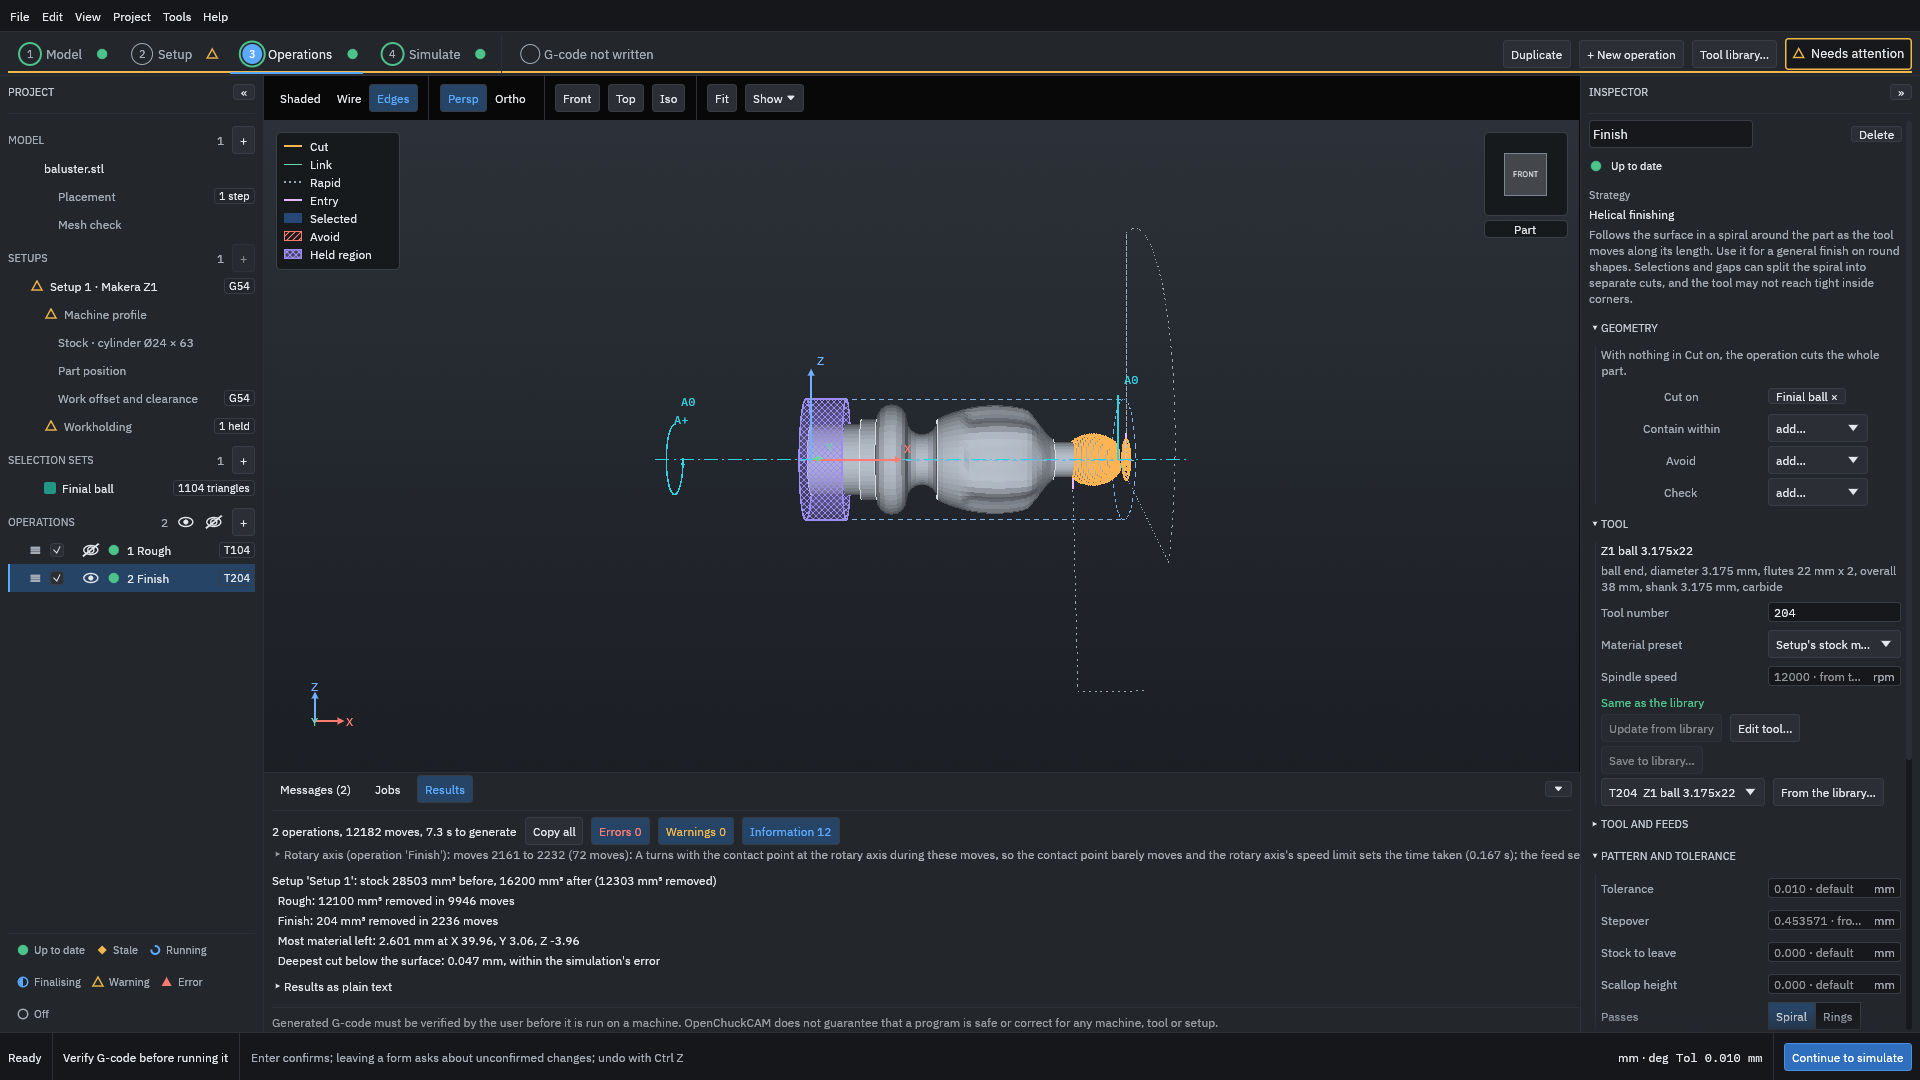 File Edit View Project Tools Help
1 Model 2 Setup 3 Operations 4 Simulate G-code not written Duplicate + New operation Tool library... Needs attention
PROJECT «
MODEL 1 +
baluster.stl
Placement 1 step
Mesh check
SETUPS 1 +
Setup 1 · Makera Z1 G54
Machine profile
Stock · cylinder Ø24 × 63
Part position
Work offset and clearance G54
Workholding 1 held
SELECTION SETS 1 +
Finial ball 1104 triangles
OPERATIONS 2 +
1 Rough T104
2 Finish T204
Up to date Stale Running
Finalising Warning Error
Off
Shaded Wire Edges Persp Ortho Front Top Iso Fit Show
Cut
Link
Rapid
Entry
Selected
Avoid
Held region
FRONT
Part
Z
A0
A0
A+
X
Z
Y X
Messages (2) Jobs Results
2 operations, 12182 moves, 7.3 s to generate Copy all Errors 0 Warnings 0 Information 12
Rotary axis (operation 'Finish'): moves 2161 to 2232 (72 moves): A turns with the contact point at the rotary axis during these moves, so the contact point barely moves and the rotary axis's speed limit sets the time taken (0.167 s); the feed se
Setup 'Setup 1': stock 28503 mm³ before, 16200 mm³ after (12303 mm³ removed)
Rough: 12100 mm³ removed in 9946 moves
Finish: 204 mm³ removed in 2236 moves
Most material left: 2.601 mm at X 39.96, Y 3.06, Z -3.96
Deepest cut below the surface: 0.047 mm, within the simulation's error
Results as plain text
Generated G-code must be verified by the user before it is run on a machine. OpenChuckCAM does not guarantee that a program is safe or correct for any machine, tool or setup.
INSPECTOR »
Finish Delete
Up to date
Strategy
Helical finishing
Follows the surface in a spiral around the part as the tool
moves along its length. Use it for a general finish on round
shapes. Selections and gaps can split the spiral into
separate cuts, and the tool may not reach tight inside
corners.
GEOMETRY
With nothing in Cut on, the operation cuts the whole
part.
Cut on Finial ball ×
Contain within add...
Avoid add...
Check add...
TOOL
Z1 ball 3.175x22
ball end, diameter 3.175 mm, flutes 22 mm x 2, overall
38 mm, shank 3.175 mm, carbide
Tool number 204
Material preset Setup's stock m...
Spindle speed 12000 · from t... rpm
Same as the library
Update from library Edit tool...
Save to library...
T204 Z1 ball 3.175x22 From the library...
TOOL AND FEEDS
PATTERN AND TOLERANCE
Tolerance 0.010 · default mm
Stepover 0.453571 · fro... mm
Stock to leave 0.000 · default mm
Scallop height 0.000 · default mm
Passes Spiral Rings
Ready Verify G-code before running it Enter confirms; leaving a form asks about unconfirmed changes; undo with Ctrl Z mm · deg Tol 0.010 mm Continue to simulate